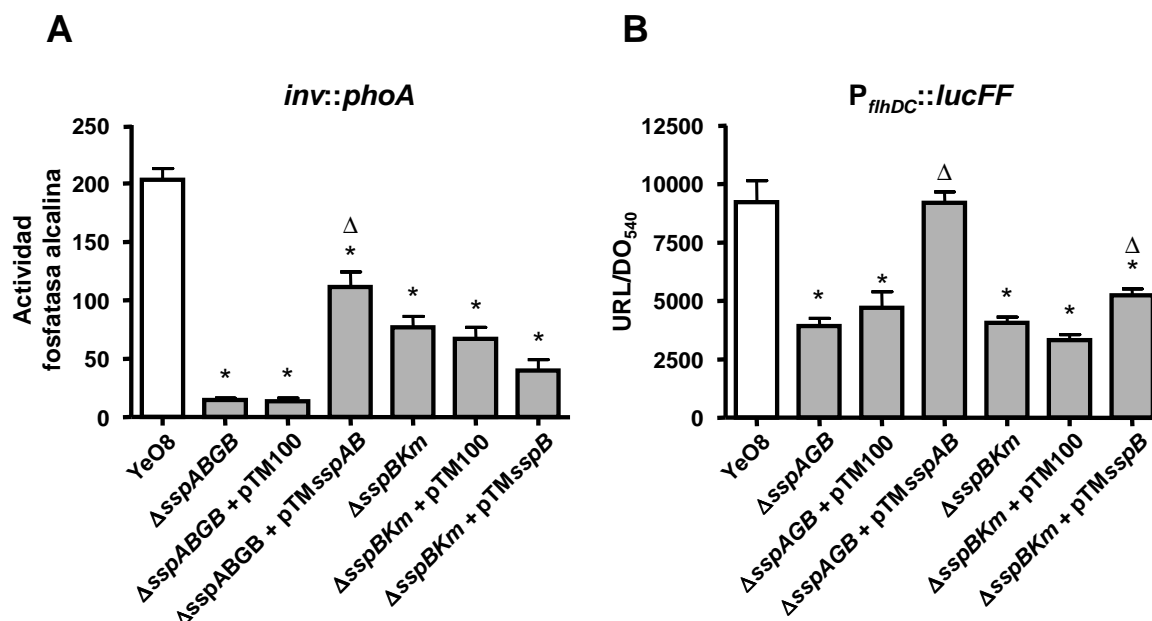 A
inv::phoA
Actividad
fosfatasa alcalina
250
200
150
100
50
0
*
*
Δ
*
*
*
*
YeO8
ΔsspABGB
ΔsspABGB + pTM100
ΔsspABGB + pTMsspAB
ΔsspBKm
ΔsspBKm + pTM100
ΔsspBKm + pTMsspB
B
PflhDC::lucFF
URL/DO540
12500
10000
7500
5000
2500
0
*
*
Δ
*
*
Δ
*
YeO8
ΔsspAGB
ΔsspAGB + pTM100
ΔsspAGB + pTMsspAB
ΔsspBKm
ΔsspBKm + pTM100
ΔsspBKm + pTMsspB